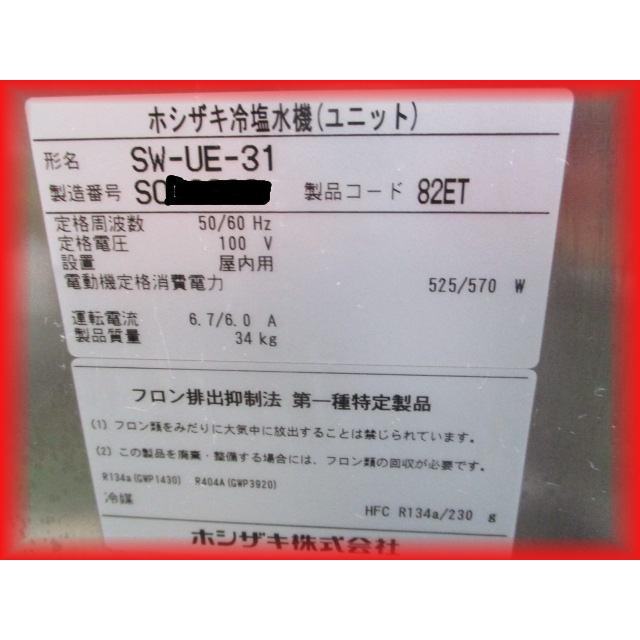 ホシザキ冷塩水機(ユニット)
形名 SW-UE-31
製造番号 S0 製品コード 82ET
定格周波数 50/60 Hz
定格電圧 100 V
設置 屋内用
電動機定格消費電力 525/570 W
運転電流 6.7/6.0 A
製品質量 34 kg
フロン排出抑制法 第一種特定製品
(1) フロン類をみだりに大気中に放出することは禁じられています。
(2) この製品を廃棄・整備する場合には、フロン類の回収が必要です。
R134a(GWP1430) R404A(GWP3920)
冷媒 HFC R134a/230 g
ホシザキ株式会社